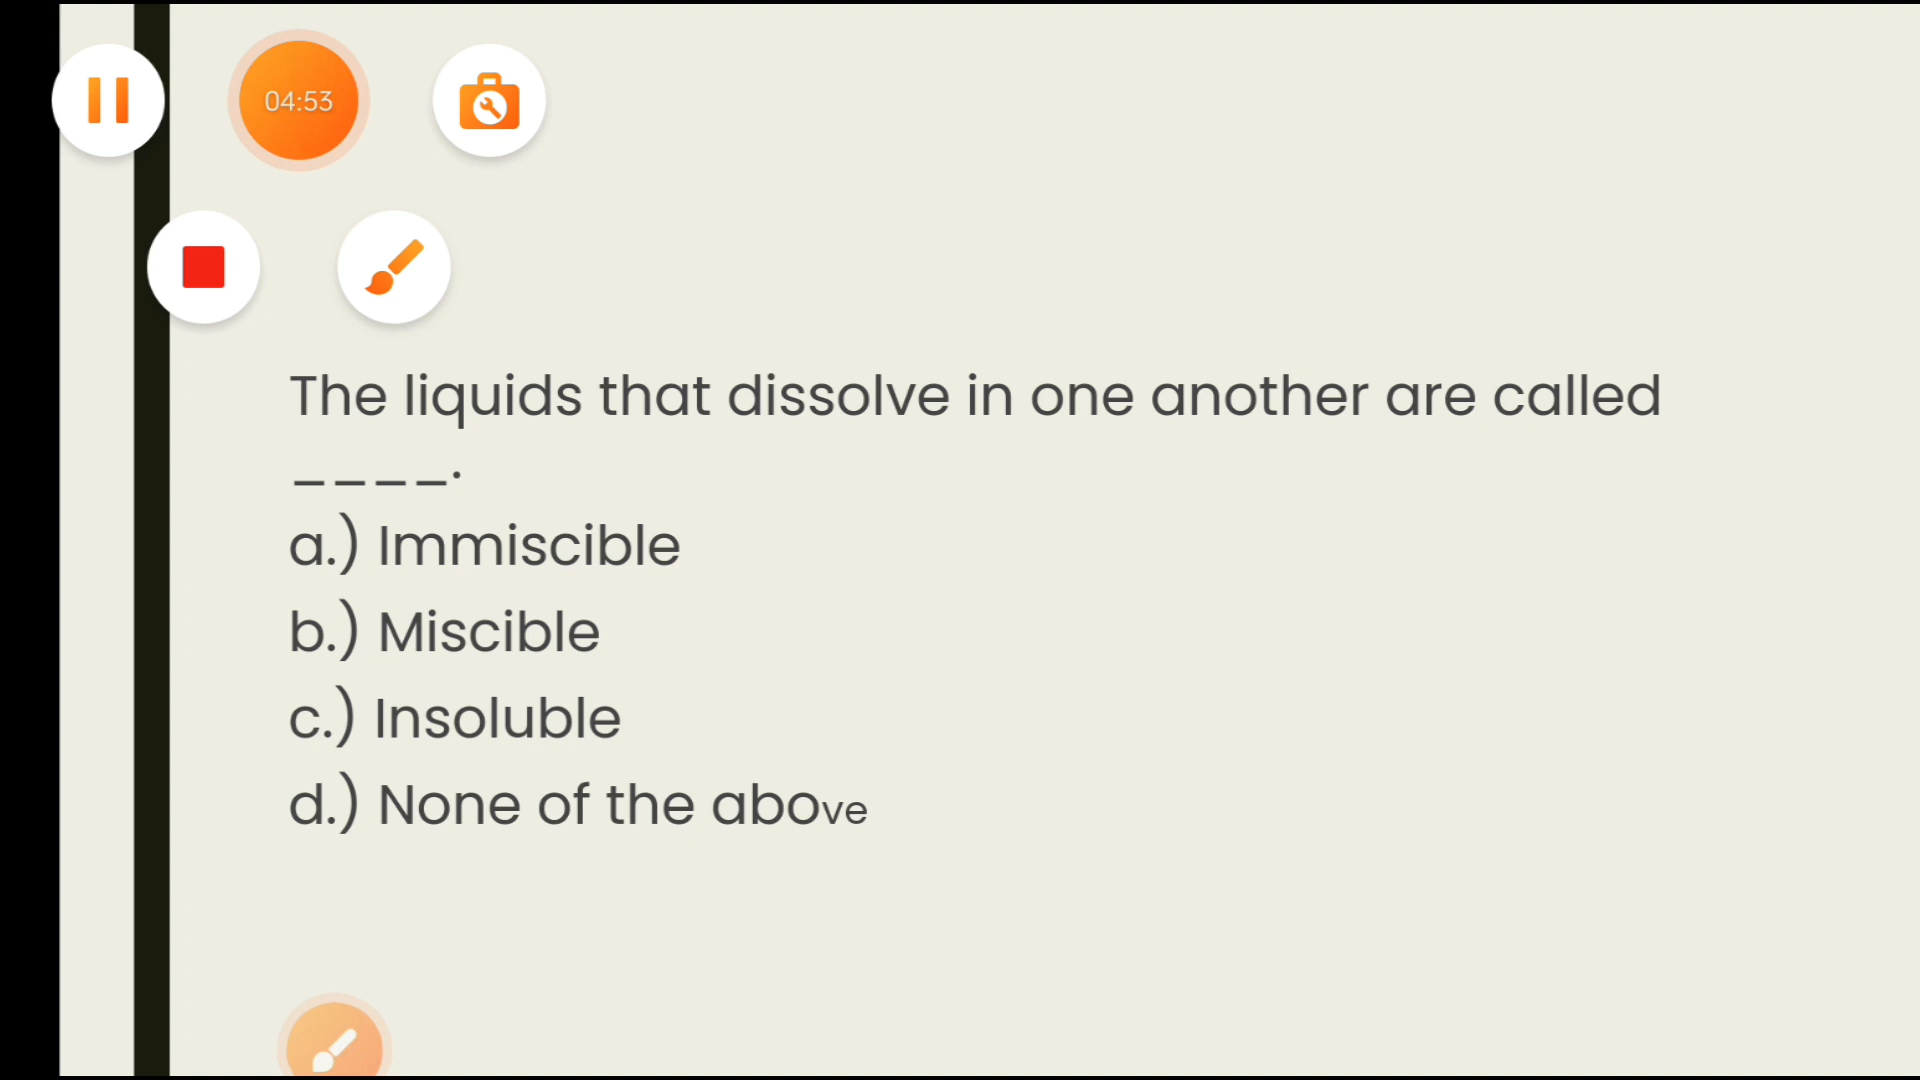 04:53
The liquids that dissolve in one another are called
____.
a.) Immiscible
b.) Miscible
c.) Insoluble
d.) None of the above